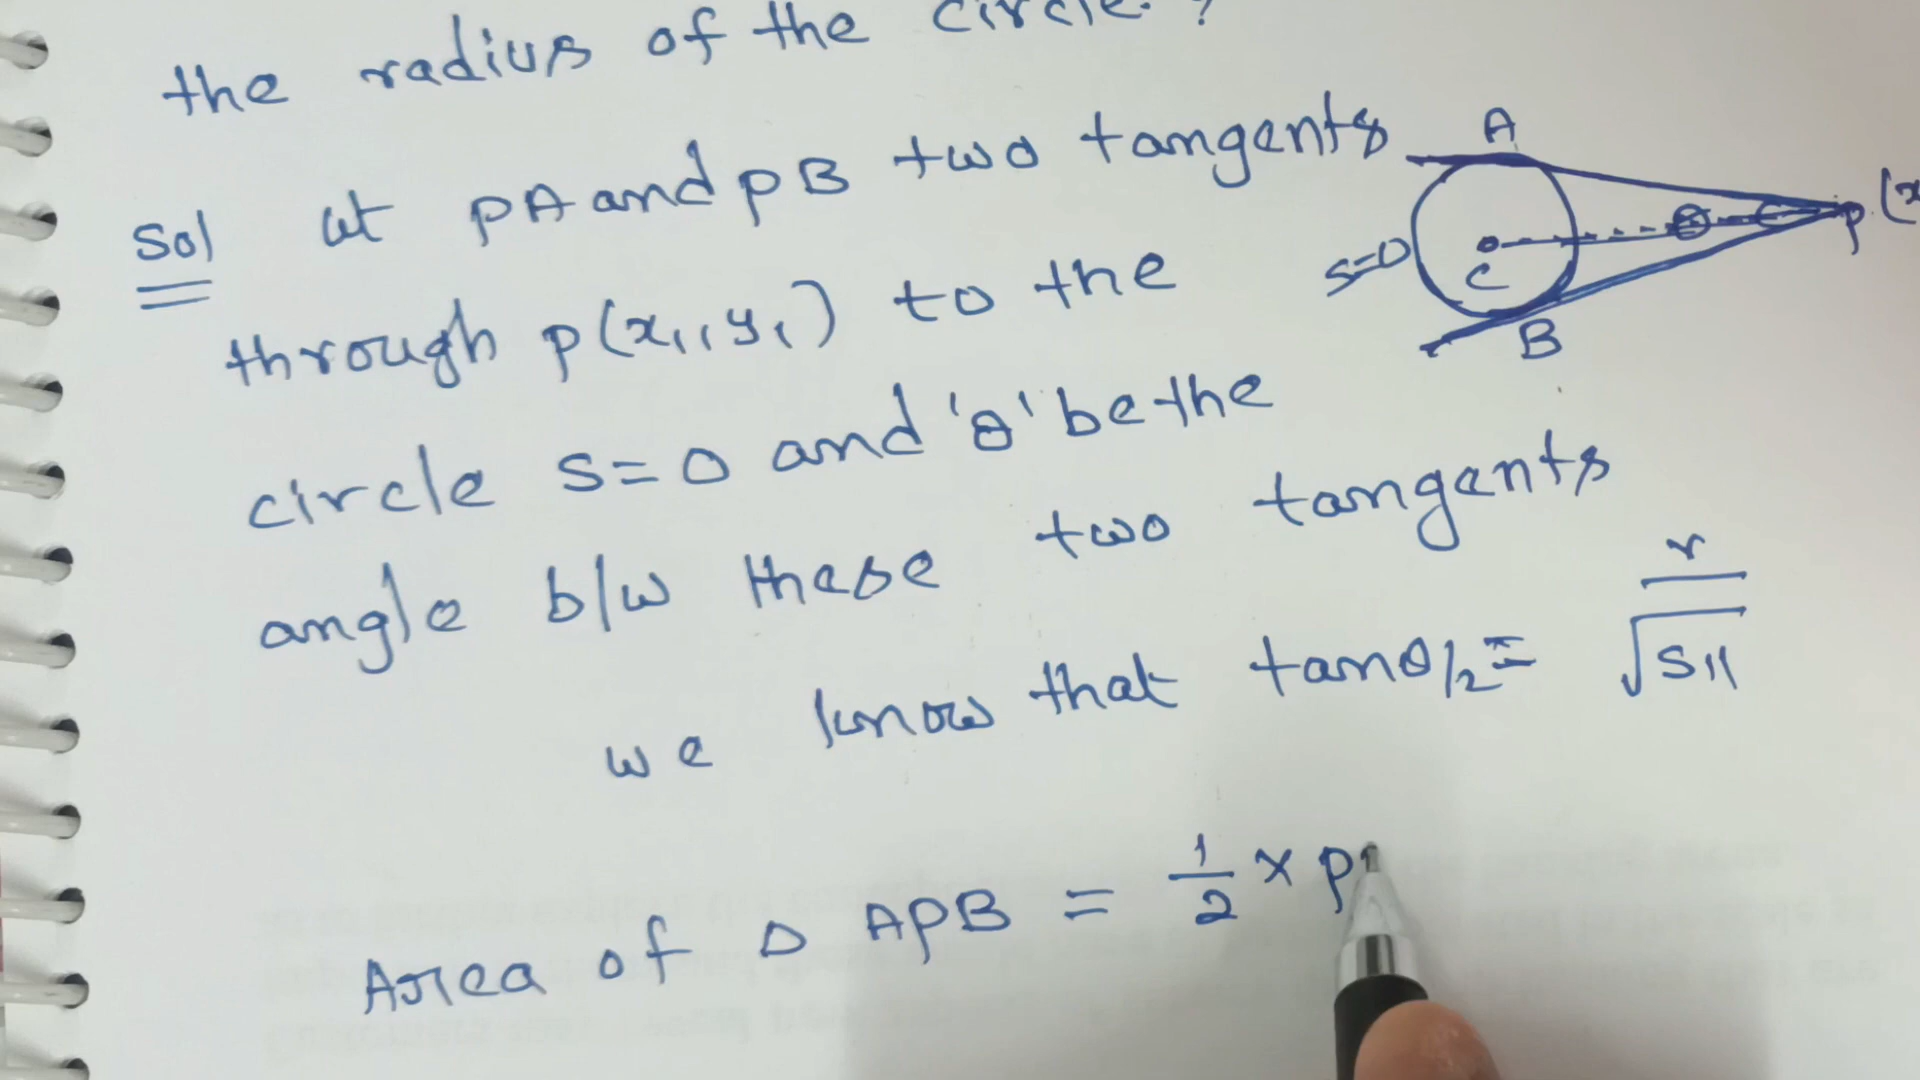 the radius of the circle.?
Sol at PA and PB two tangents
through P(x₁,y₁) to the
circle S=0 and 'θ' be the
angle b/w these two tangents
we know that tanθ/2 = r/√S₁₁
Area of Δ APB = 1/2 × P
A
S=0
C
B
P (x